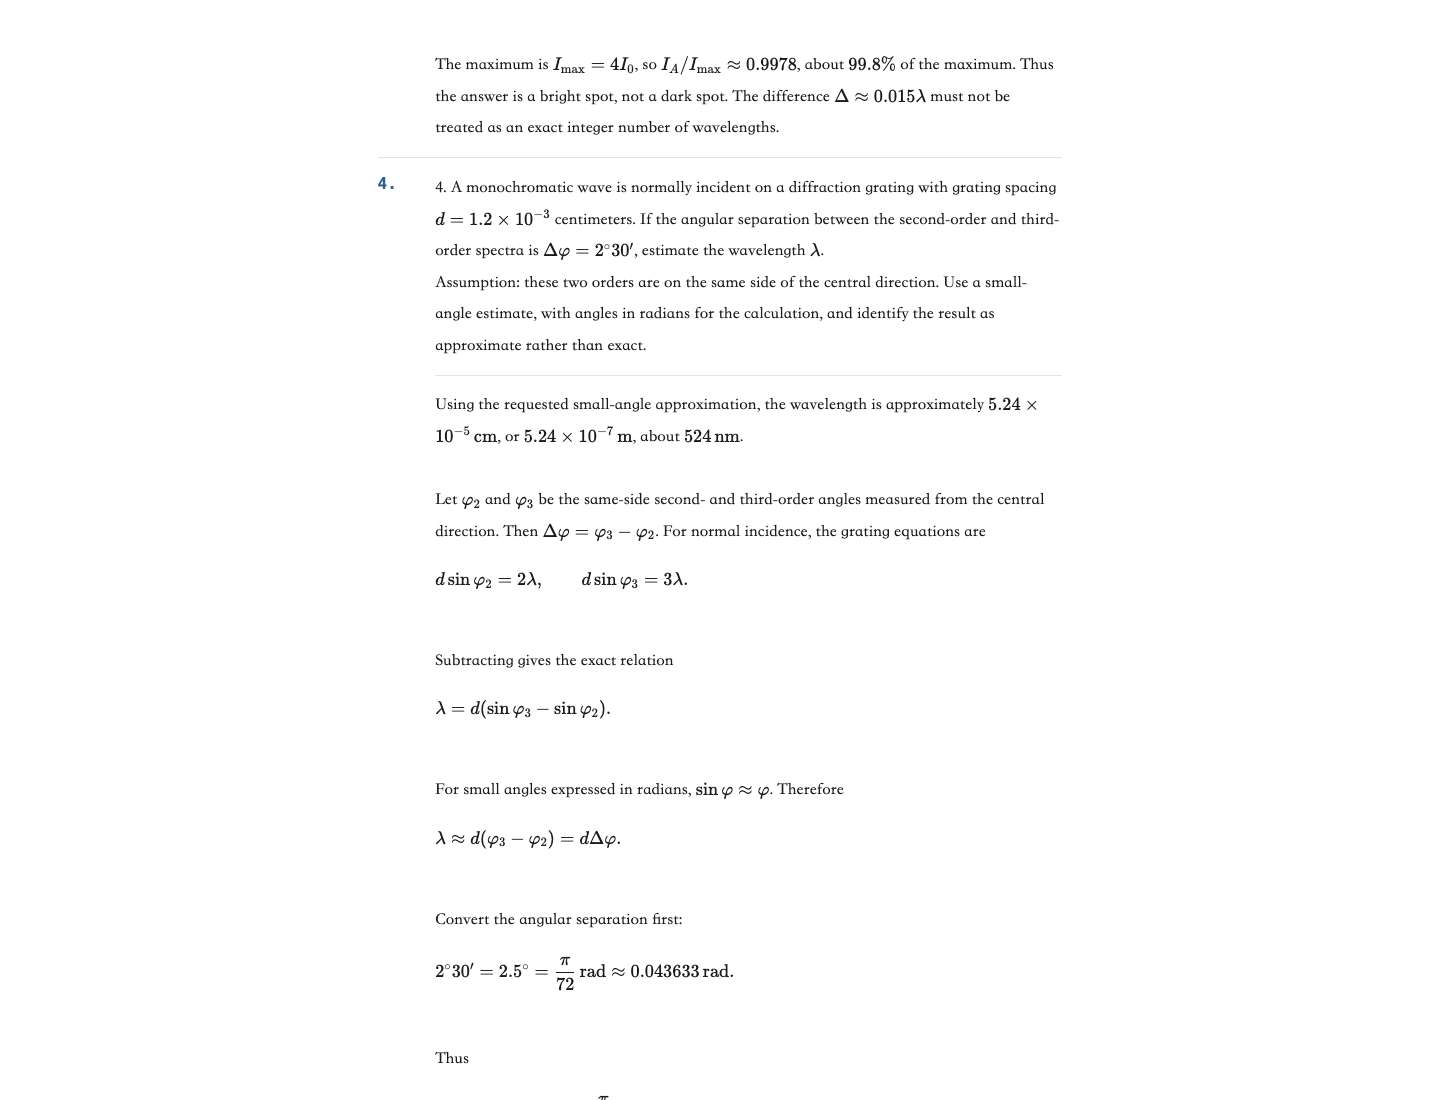 The maximum is I_max = 4I_0, so I_A/I_max ≈ 0.9978, about 99.8% of the maximum. Thus
the answer is a bright spot, not a dark spot. The difference Δ ≈ 0.015λ must not be
treated as an exact integer number of wavelengths.
4.
4. A monochromatic wave is normally incident on a diffraction grating with grating spacing
d = 1.2 × 10⁻³ centimeters. If the angular separation between the second-order and third-
order spectra is Δφ = 2°30′, estimate the wavelength λ.
Assumption: these two orders are on the same side of the central direction. Use a small-
angle estimate, with angles in radians for the calculation, and identify the result as
approximate rather than exact.
Using the requested small-angle approximation, the wavelength is approximately 5.24 ×
10⁻⁵ cm, or 5.24 × 10⁻⁷ m, about 524 nm.
Let φ₂ and φ₃ be the same-side second- and third-order angles measured from the central
direction. Then Δφ = φ₃ − φ₂. For normal incidence, the grating equations are
d sin φ₂ = 2λ, d sin φ₃ = 3λ.
Subtracting gives the exact relation
λ = d(sin φ₃ − sin φ₂).
For small angles expressed in radians, sin φ ≈ φ. Therefore
λ ≈ d(φ₃ − φ₂) = dΔφ.
Convert the angular separation first:
2°30′ = 2.5° = π/72 rad ≈ 0.043633 rad.
Thus